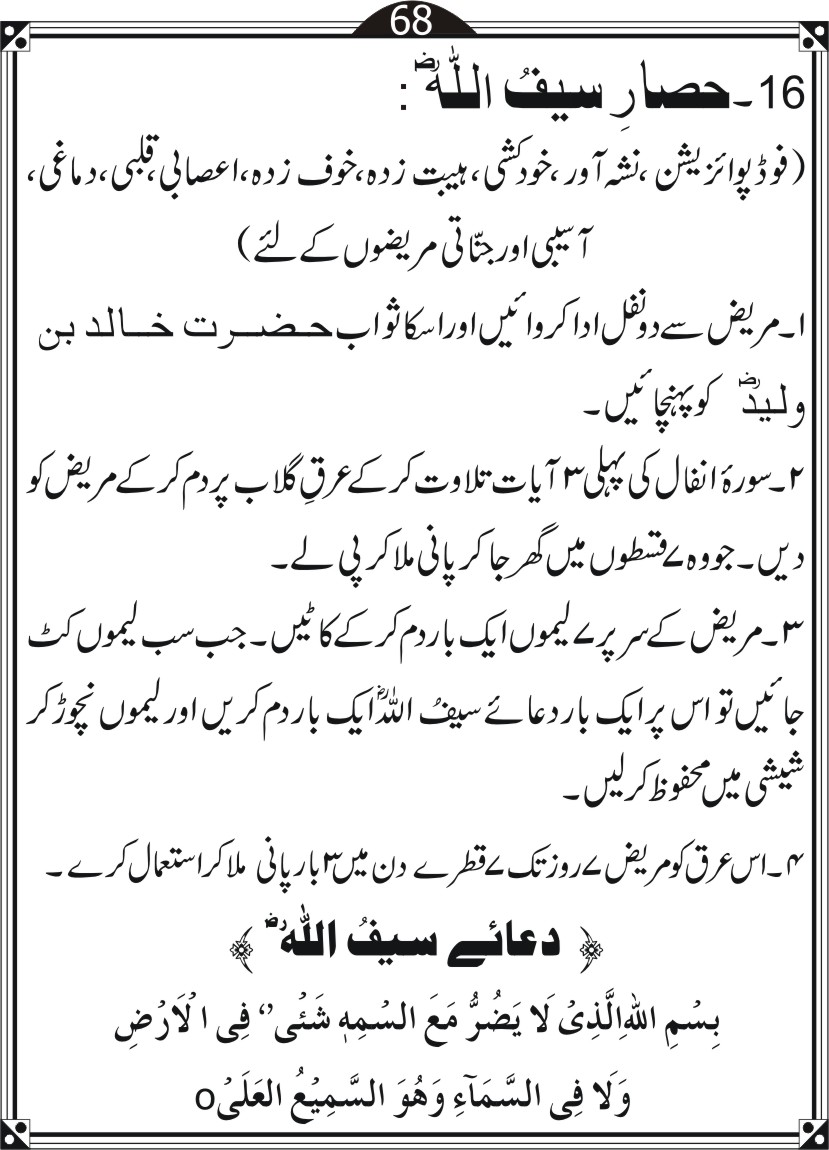 68
16۔حصارِ سیفُ اللّٰہؓ :
(فوڈ پوائزیشن ،نشہ آور ،خودکشی، ہیبت زدہ،خوف زدہ،اعصابی،قلبی،دماغی،
آسیبی اور جنّاتی مریضوں کے لئے)
۱۔مریض سے دو نفل ادا کروائیں اور اسکا ثواب حضرت خالد بن
ولیدؓ کو پہنچائیں۔
۲۔سورۂ انفال کی پہلی ۳ آیات تلاوت کر کے عرقِ گلاب پر دم کر کے مریض کو
دیں۔جو وہ ۷ قسطوں میں گھر جا کر پانی ملا کر پی لے۔
۳۔مریض کے سر پر ۷ لیموں ایک بار دم کر کے کاٹیں۔جب سب لیموں کٹ
جائیں تو اس پر ایک بار دعائے سیفُ اللہؓ ایک بار دم کریں اور لیموں نچوڑ کر
شیشی میں محفوظ کر لیں۔
۴۔اس عرق کو مریض ۷ روز تک ۷ قطرے دن میں ۳ بار پانی ملا کر استعمال کرے۔
﴿ دعائے سیفُ اللہؓ ﴾
بِسْمِ اللهِالَّذِیْ لَا یَضُرُّ مَعَ السْمِہٖ شَئْی'' فِی الْاَرْضِ
وَلَا فِی السَّمَآءِ وَھُوَ السَّمِیْعُ العَلَیْo